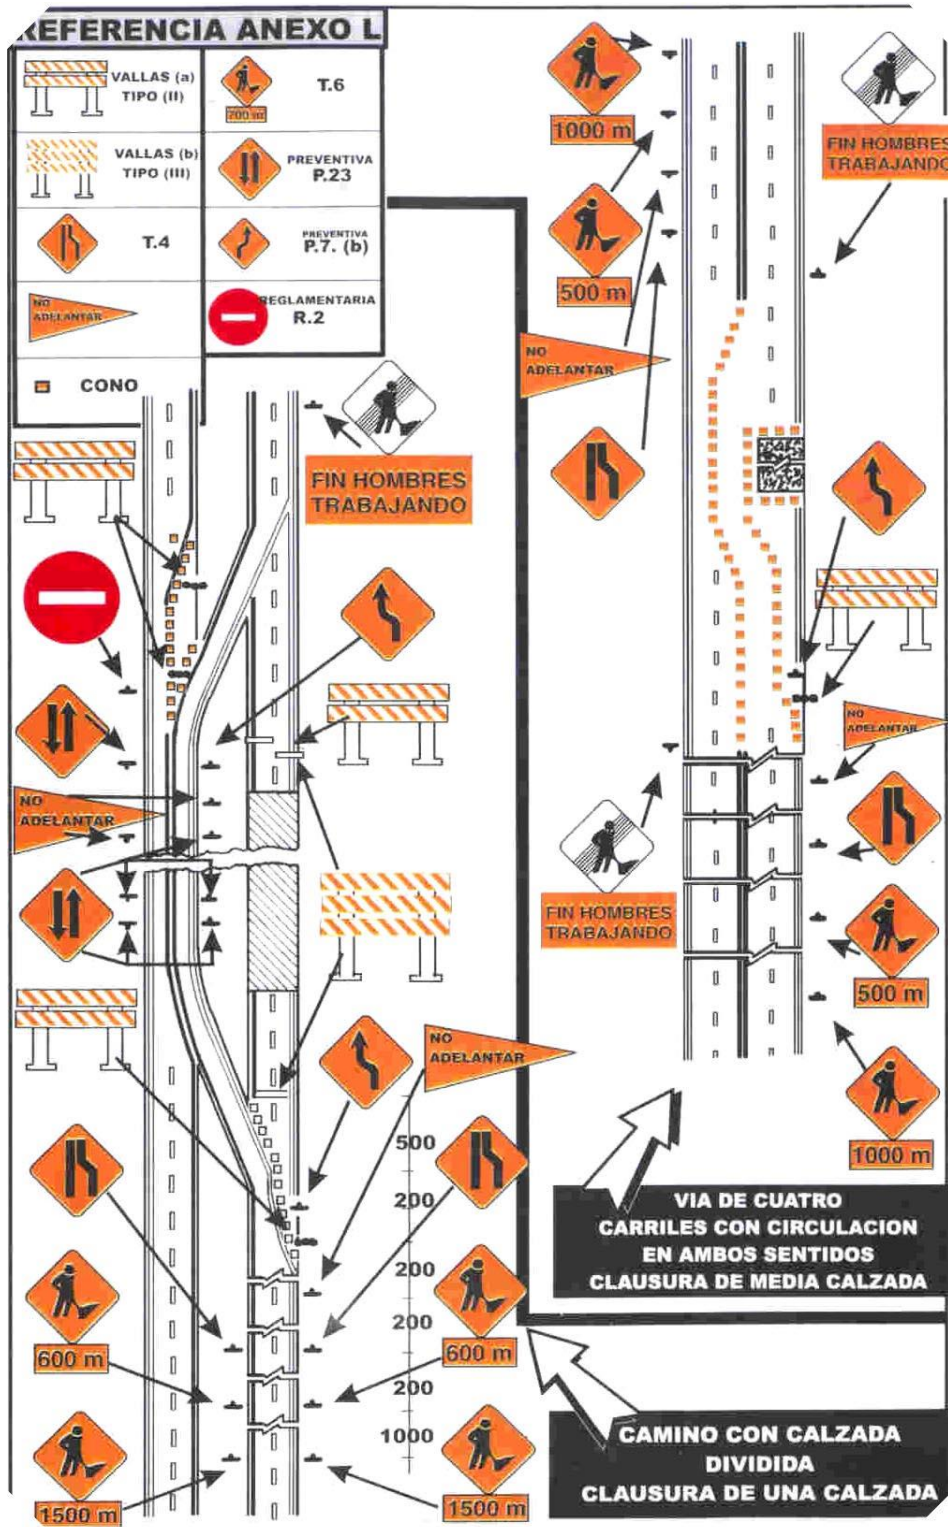 REFERENCIA ANEXO L
VALLAS (a)
TIPO (II)
T.6
200 m
VALLAS (b)
TIPO (III)
PREVENTIVA
P.23
T.4
PREVENTIVA
P.7. (b)
NO
ADELANTAR
REGLAMENTARIA
R.2
CONO
FIN HOMBRES
TRABAJANDO
NO
ADELANTAR
NO
ADELANTAR
500
200
200
200
200
1000
600 m
600 m
1500 m
1500 m
CAMINO CON CALZADA
DIVIDIDA
CLAUSURA DE UNA CALZADA
1000 m
500 m
NO
ADELANTAR
FIN HOMBRES
TRABAJANDO
NO
ADELANTAR
FIN HOMBRES
TRABAJANDO
500 m
1000 m
VIA DE CUATRO
CARRILES CON CIRCULACION
EN AMBOS SENTIDOS
CLAUSURA DE MEDIA CALZADA